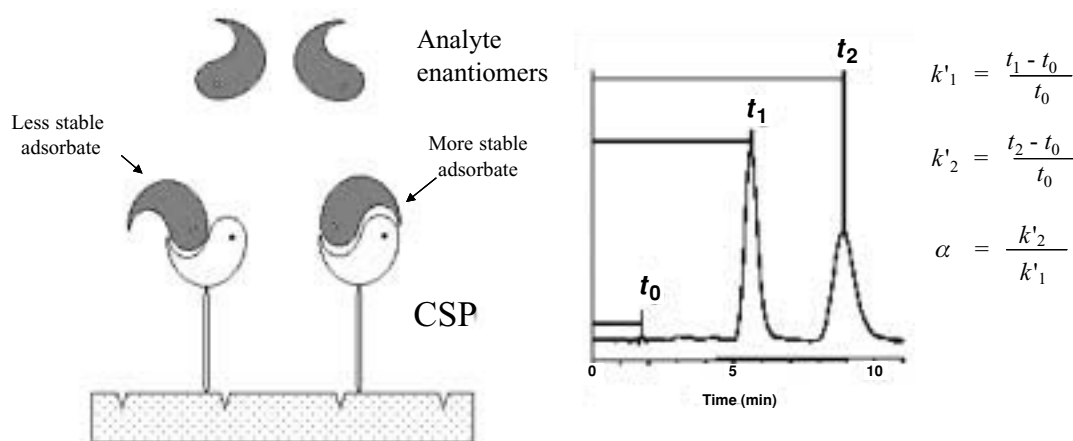 Analyte
enantiomers
Less stable
adsorbate
More stable
adsorbate
CSP
t0
t1
t2
0
5
10
Time (min)
k'1 = t1 - t0 / t0
k'2 = t2 - t0 / t0
α = k'2 / k'1